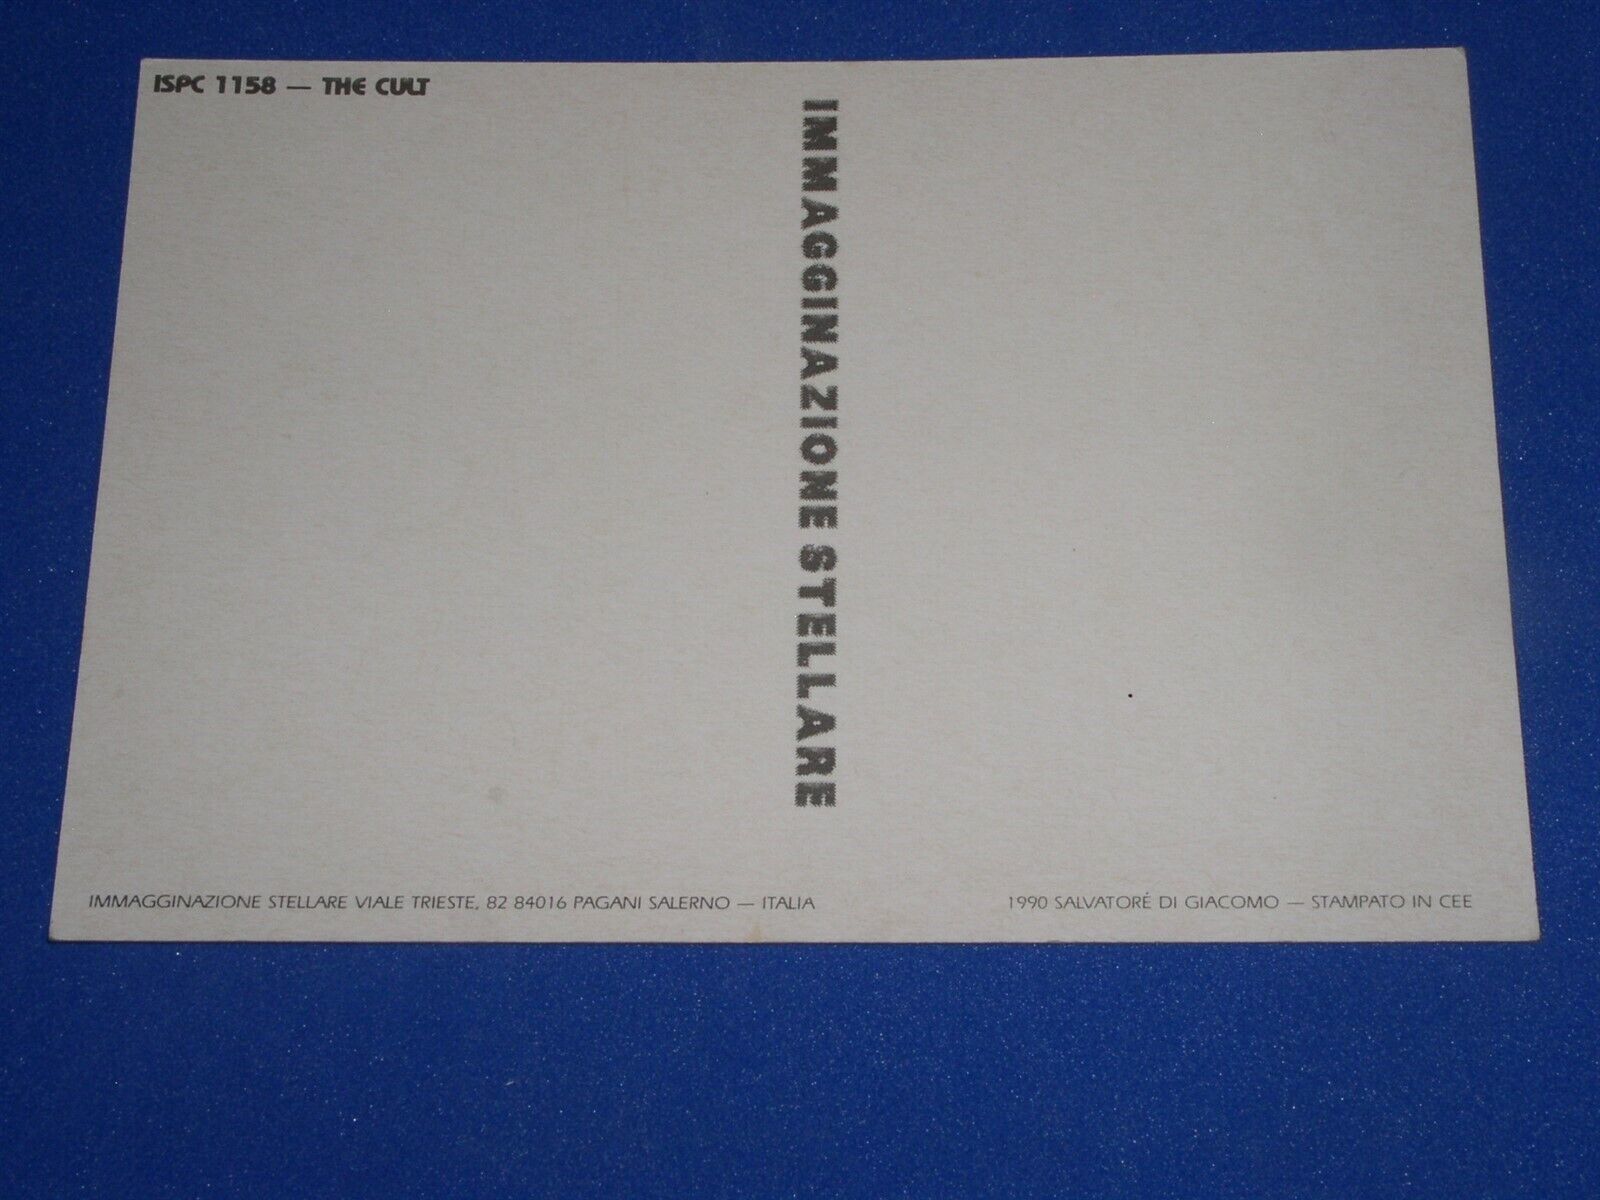 ISPC 1158 — THE CULT
IMMAGGINAZIONE STELLARE
IMMAGGINAZIONE STELLARE VIALE TRIESTE, 82 84016 PAGANI SALERNO — ITALIA
1990 SALVATORÉ DI GIACOMO — STAMPATO IN CEE